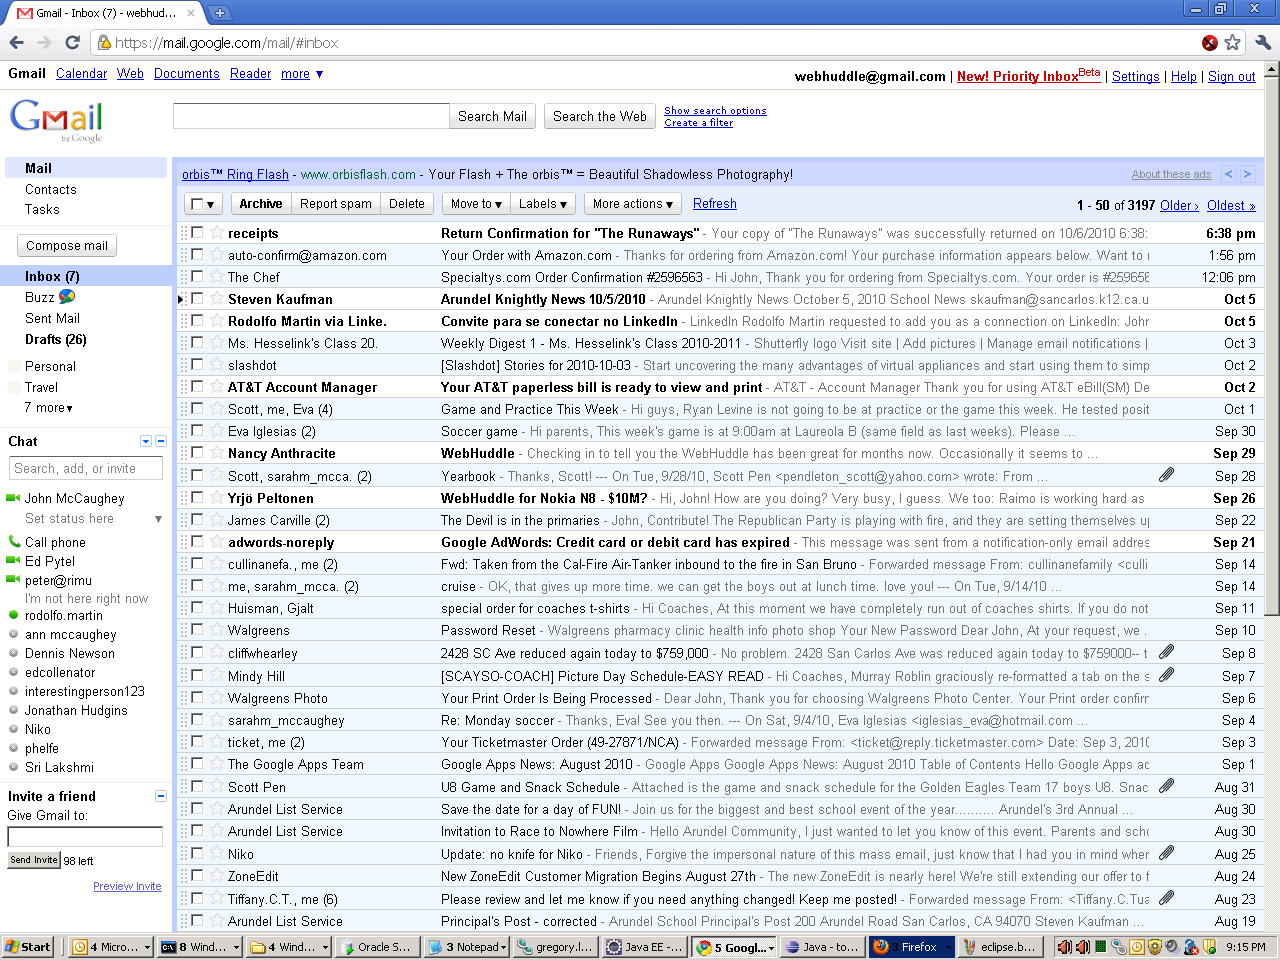 Gmail - Inbox (7) - webhud...
https://mail.google.com/mail/#inbox
Gmail Calendar Web Documents Reader more ▼
webhuddle@gmail.com | New! Priority Inbox Beta | Settings | Help | Sign out
Gmail by Google
Search Mail Search the Web Show search options
Create a filter
Mail
Contacts
Tasks
Compose mail
Inbox (7)
Buzz
Sent Mail
Drafts (26)
Personal
Travel
7 more▼
Chat
Search, add, or invite
John McCaughey
Set status here
Call phone
Ed Pytel
peter@rimu
I'm not here right now
rodolfo.martin
ann mccaughey
Dennis Newson
edcollenator
interestingperson123
Jonathan Hudgins
Niko
phelfe
Sri Lakshmi
Invite a friend
Give Gmail to:
Send Invite 98 left
Preview Invite
orbis™ Ring Flash - www.orbisflash.com - Your Flash + The orbis™ = Beautiful Shadowless Photography! About these ads < >
Archive Report spam Delete Move to ▼ Labels ▼ More actions ▼ Refresh 1 - 50 of 3197 Older › Oldest »
receipts Return Confirmation for "The Runaways" - Your copy of "The Runaways" was successfully returned on 10/6/2010 6:38: 6:38 pm
auto-confirm@amazon.com Your Order with Amazon.com - Thanks for ordering from Amazon.com! Your purchase information appears below. Want to 1:56 pm
The Chef Specialtys.com Order Confirmation #2596563 - Hi John, Thank you for ordering from Specialtys.com. Your order is #259656 12:06 pm
Steven Kaufman Arundel Knightly News 10/5/2010 - Arundel Knightly News October 5, 2010 School News skaufman@sancarlos.k12.ca.u Oct 5
Rodolfo Martin via Linke. Convite para se conectar no LinkedIn - LinkedIn Rodolfo Martin requested to add you as a connection on LinkedIn: John Oct 5
Ms. Hesselink's Class 20. Weekly Digest 1 - Ms. Hesselink's Class 2010-2011 - Shutterfly logo Visit site | Add pictures | Manage email notifications | Oct 3
slashdot [Slashdot] Stories for 2010-10-03 - Start uncovering the many advantages of virtual appliances and start using them to simp Oct 2
AT&T Account Manager Your AT&T paperless bill is ready to view and print - AT&T - Account Manager Thank you for using AT&T eBill(SM) De Oct 2
Scott, me, Eva (4) Game and Practice This Week - Hi guys, Ryan Levine is not going to be at practice or the game this week. He tested posit Oct 1
Eva Iglesias (2) Soccer game - Hi parents, This week's game is at 9:00am at Laureola B (same field as last weeks). Please ... Sep 30
Nancy Anthracite WebHuddle - Checking in to tell you the WebHuddle has been great for months now. Occasionally it seems to ... Sep 29
Scott, sarahm_mcca. (2) Yearbook - Thanks, Scott! --- On Tue, 9/28/10, Scott Pen <pendleton_scott@yahoo.com> wrote: From ... Sep 28
Yrjö Peltonen WebHuddle for Nokia N8 - $10M? - Hi, John! How are you doing? Very busy, I guess. We too: Raimo is working hard as Sep 26
James Carville (2) The Devil is in the primaries - John, Contribute! The Republican Party is playing with fire, and they are setting themselves up Sep 22
adwords-noreply Google AdWords: Credit card or debit card has expired - This message was sent from a notification-only email addres Sep 21
cullinanefa., me (2) Fwd: Taken from the Cal-Fire Air-Tanker inbound to the fire in San Bruno - Forwarded message From: cullinanefamily <culli Sep 14
me, sarahm_mcca. (2) cruise - OK, that gives up more time. we can get the boys out at lunch time. love you! --- On Tue, 9/14/10 ... Sep 14
Huisman, Gjalt special order for coaches t-shirts - Hi Coaches, At this moment we have completely run out of coaches shirts. If you do not Sep 11
Walgreens Password Reset - Walgreens pharmacy clinic health info photo shop Your New Password Dear John, At your request, we . Sep 10
cliffwhearley 2428 SC Ave reduced again today to $759,000 - No problem. 2428 San Carlos Ave was reduced again today to $759000-- t Sep 8
Mindy Hill [SCAYSO-COACH] Picture Day Schedule-EASY READ - Hi Coaches, Murray Roblin graciously re-formatted a tab on the s Sep 7
Walgreens Photo Your Print Order Is Being Processed - Dear John, Thank you for choosing Walgreens Photo Center. Your Print order confirr Sep 6
sarahm_mccaughey Re: Monday soccer - Thanks, Eva! See you then. --- On Sat, 9/4/10, Eva Iglesias <iglesias_eva@hotmail.com ... Sep 4
ticket, me (2) Your Ticketmaster Order (49-27871/NCA) - Forwarded message From: <ticket@reply.ticketmaster.com> Date: Sep 3, 2010 Sep 3
The Google Apps Team Google Apps News: August 2010 - Google Apps Google Apps News: August 2010 Table of Contents Hello Google Apps ac Sep 1
Scott Pen U8 Game and Snack Schedule - Attached is the game and snack schedule for the Golden Eagles Team 17 boys U8. Snac Aug 31
Arundel List Service Save the date for a day of FUN! - Join us for the biggest and best school event of the year.......... Arundel's 3rd Annual ... Aug 30
Arundel List Service Invitation to Race to Nowhere Film - Hello Arundel Community, I just wanted to let you know of this event. Parents and scho Aug 30
Niko Update: no knife for Niko - Friends, Forgive the impersonal nature of this mass email, just know that I had you in mind wher Aug 25
ZoneEdit New ZoneEdit Customer Migration Begins August 27th - The new ZoneEdit is nearly here! We're still extending our offer to f Aug 24
Tiffany.C.T., me (6) Please review and let me know if you need anything changed! Keep me posted! - Forwarded message From: <Tiffany.C.Tr Aug 23
Arundel List Service Principal's Post - corrected - Arundel School Principal's Post 200 Arundel Road San Carlos, CA 94070 Steven Kaufman ... Aug 19
Start 4 Micro... 8 Wind... 4 Wind... Oracle S... 3 Notepad gregory.l... Java EE -... 5 Googl... Java - to... 3 Firefox eclipse.b... 9:15 PM